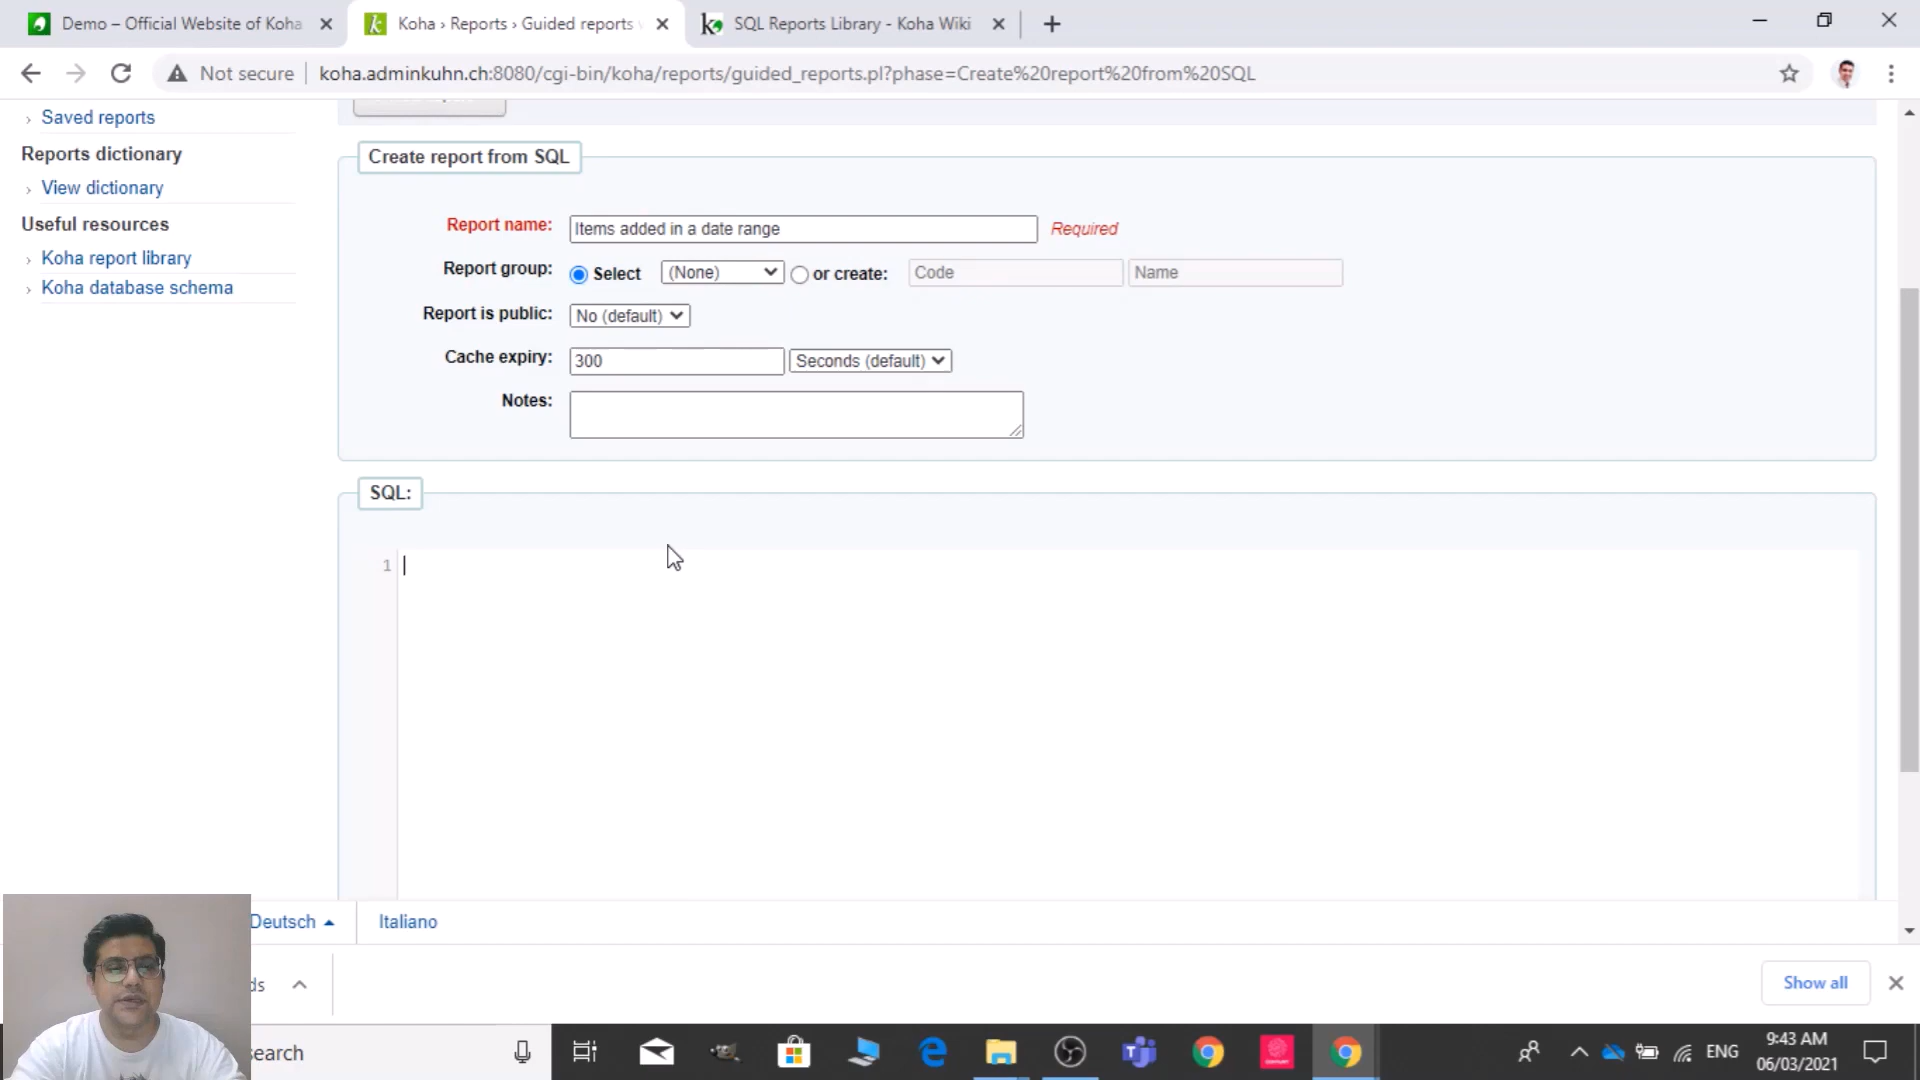 Demo – Official Website of Koha
Koha › Reports › Guided reports
SQL Reports Library - Koha Wiki
Not secure
koha.adminkuhn.ch:8080/cgi-bin/koha/reports/guided_reports.pl?phase=Create%20report%20from%20SQL
Saved reports
Reports dictionary
View dictionary
Useful resources
Koha report library
Koha database schema
Create report from SQL
Report name: Items added in a date range Required
Report group: Select (None) or create: Code Name
Report is public: No (default)
Cache expiry: 300 Seconds (default)
Notes:
SQL:
1
Deutsch Italiano
ds
Show all
search
ENG
9:43 AM
06/03/2021